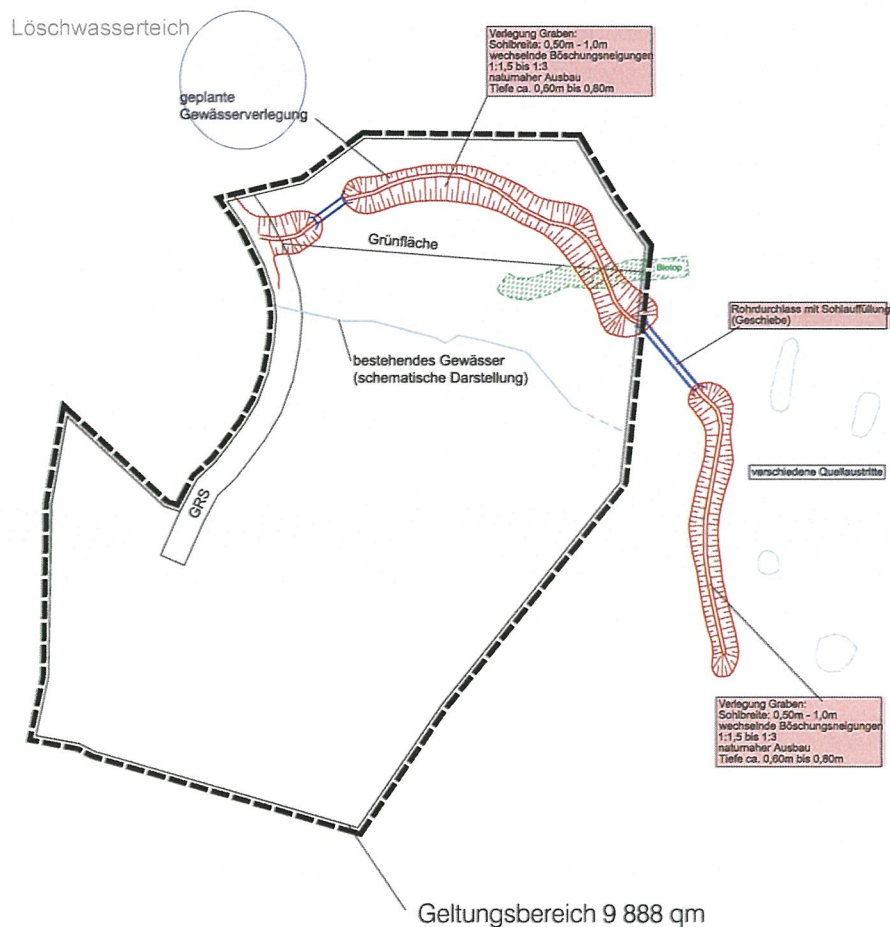 Löschwasserteich
Verlegung Graben:
Sohlbreite: 0,50m - 1,0m
wechselnde Böschungsneigungen
1:1,5 bis 1:3
naturnaher Ausbau
Tiefe ca. 0,60m bis 0,80m
geplante
Gewässerverlegung
Grünfläche
Biotop
Rohrdurchlass mit Sohlauffüllung
(Geschiebe)
bestehendes Gewässer
(schematische Darstellung)
verschiedene Quellaustritte
GRS
Verlegung Graben:
Sohlbreite: 0,50m - 1,0m
wechselnde Böschungsneigungen
1:1,5 bis 1:3
naturnaher Ausbau
Tiefe ca. 0,60m bis 0,80m
Geltungsbereich 9 888 qm